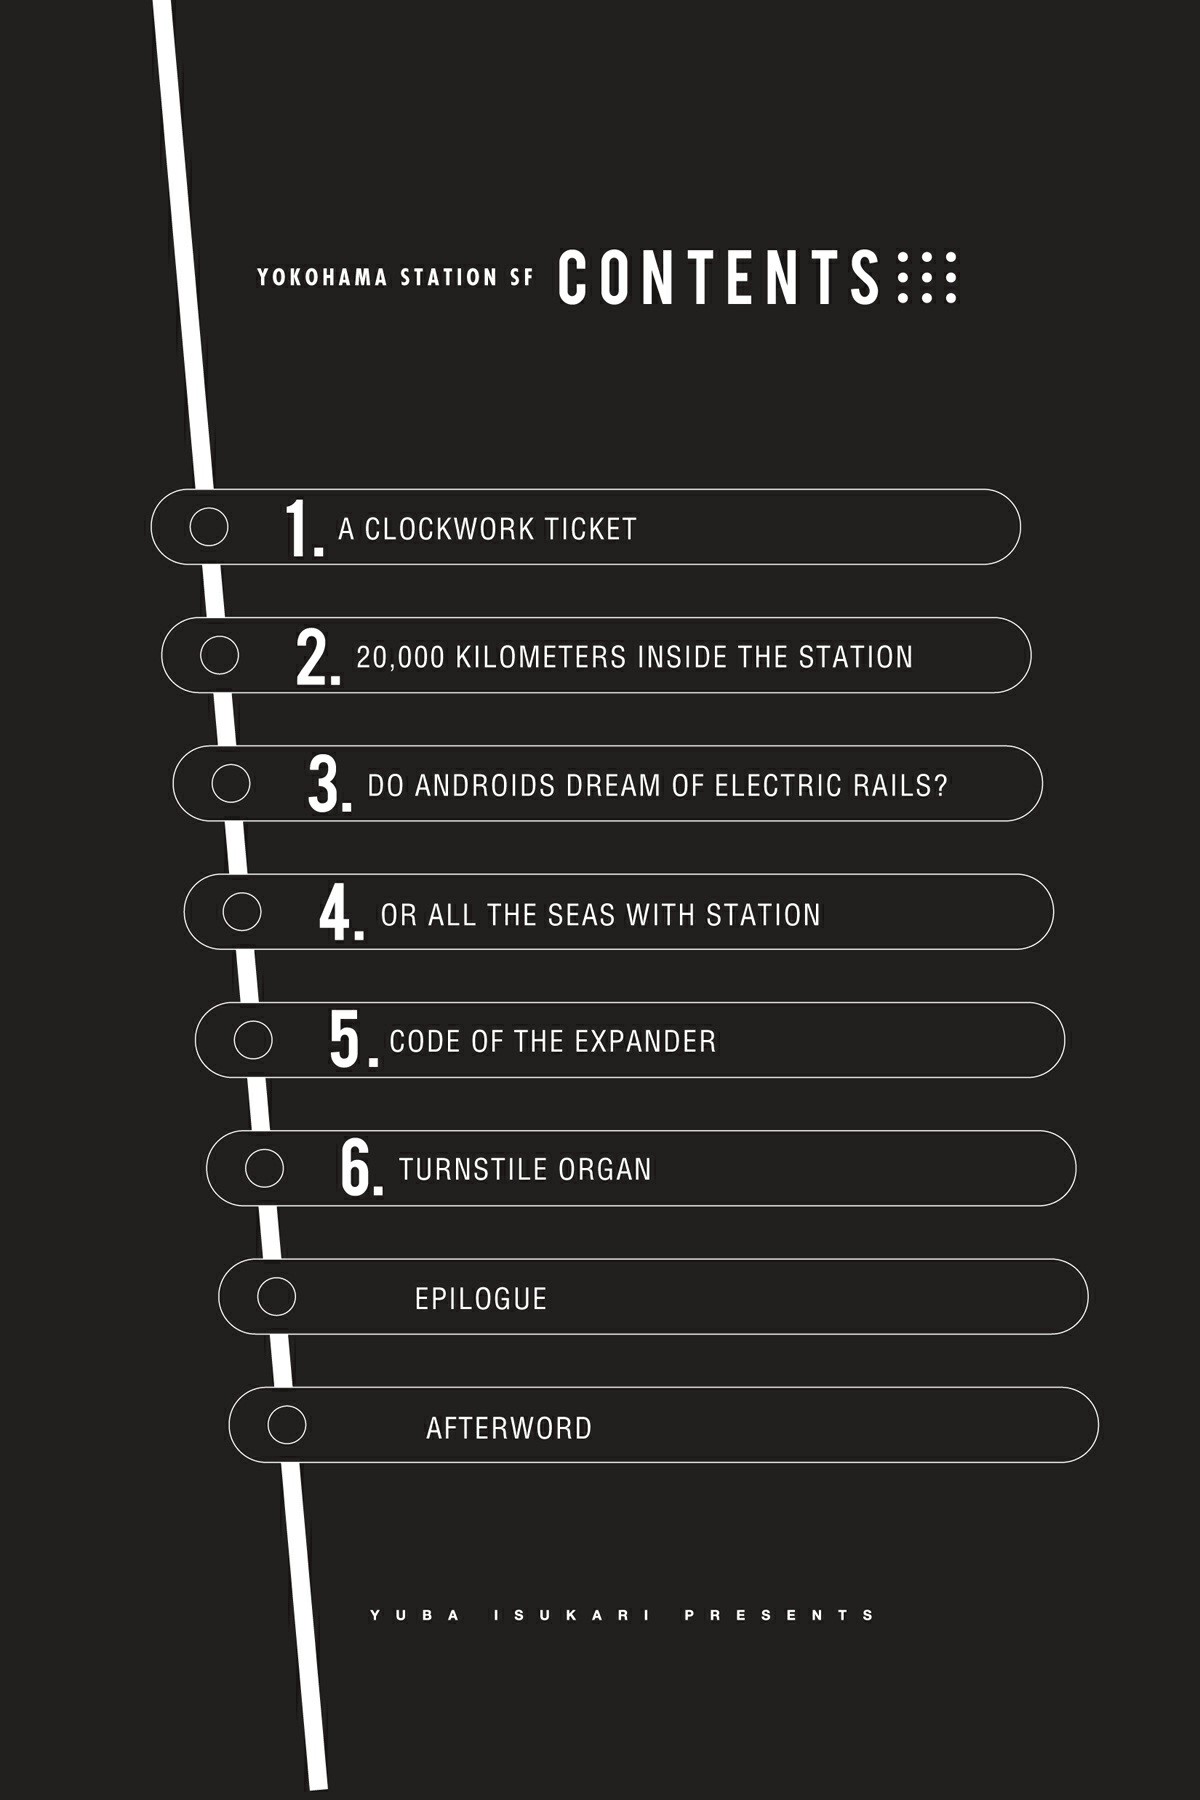 YOKOHAMA STATION SF CONTENTS
1. A CLOCKWORK TICKET
2. 20,000 KILOMETERS INSIDE THE STATION
3. DO ANDROIDS DREAM OF ELECTRIC RAILS?
4. OR ALL THE SEAS WITH STATION
5. CODE OF THE EXPANDER
6. TURNSTILE ORGAN
EPILOGUE
AFTERWORD
YUBA ISUKARI PRESENTS